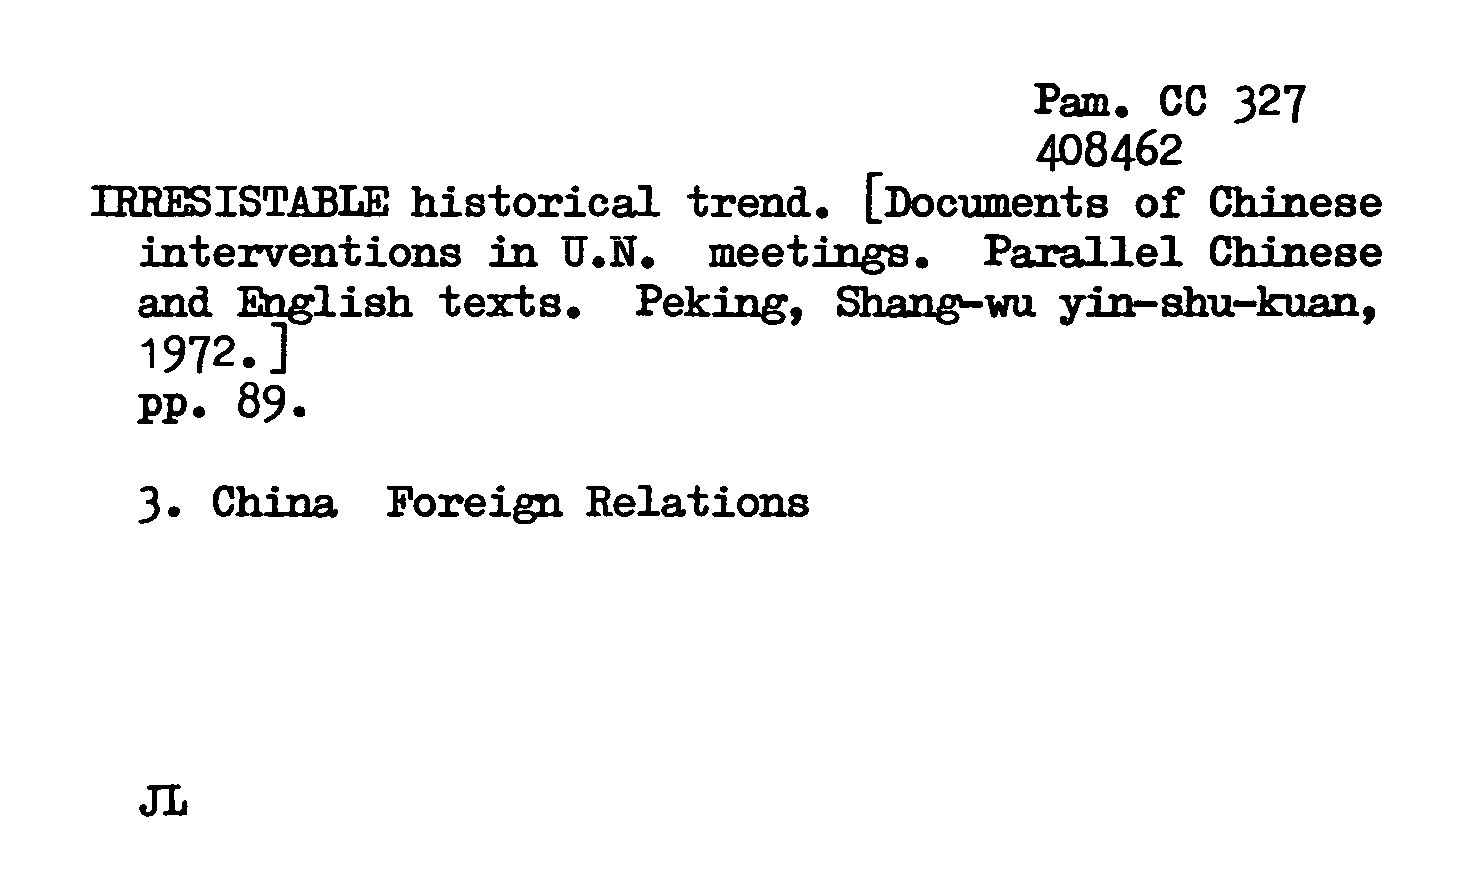 Pam. CC 327
408462
IRRESISTABLE historical trend. [Documents of Chinese
interventions in U.N. meetings. Parallel Chinese
and English texts. Peking, Shang-wu yin-shu-kuan,
1972.]
pp. 89.
3. China Foreign Relations
JL